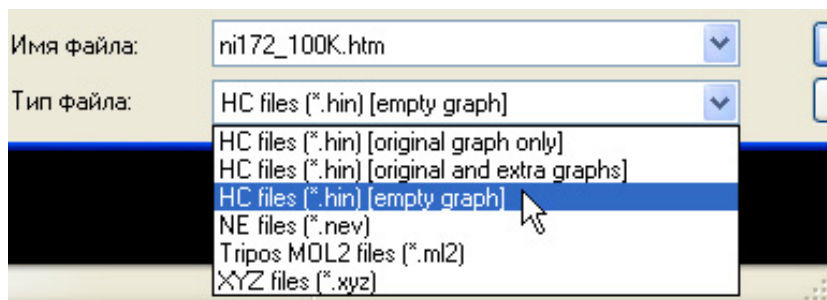 Имя файла: ni172_100K.htm
Тип файла: HC files (*.hin) [empty graph]
HC files (*.hin) [original graph only]
HC files (*.hin) [original and extra graphs]
HC files (*.hin) [empty graph]
NE files (*.nev)
Tripos MOL2 files (*.ml2)
XYZ files (*.xyz)